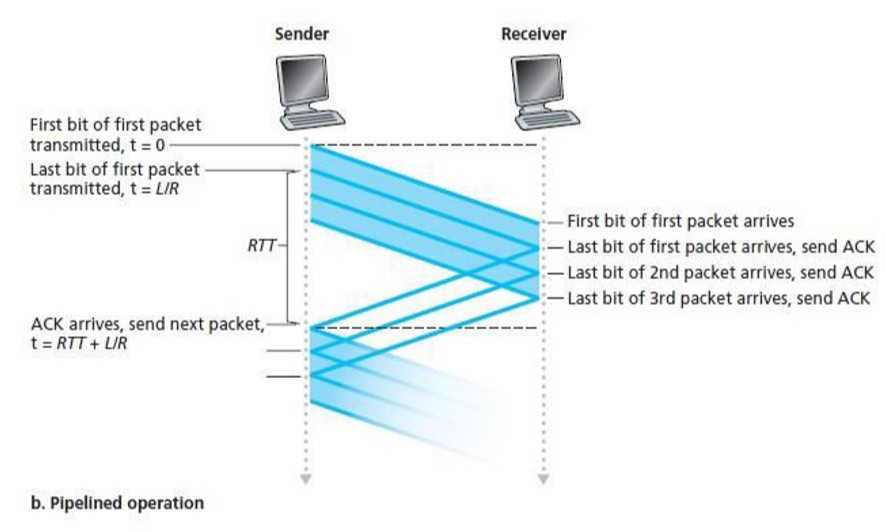 Sender
Receiver
First bit of first packet
transmitted, t = 0
Last bit of first packet
transmitted, t = L/R
RTT
First bit of first packet arrives
Last bit of first packet arrives, send ACK
Last bit of 2nd packet arrives, send ACK
Last bit of 3rd packet arrives, send ACK
ACK arrives, send next packet,
t = RTT + L/R
b. Pipelined operation